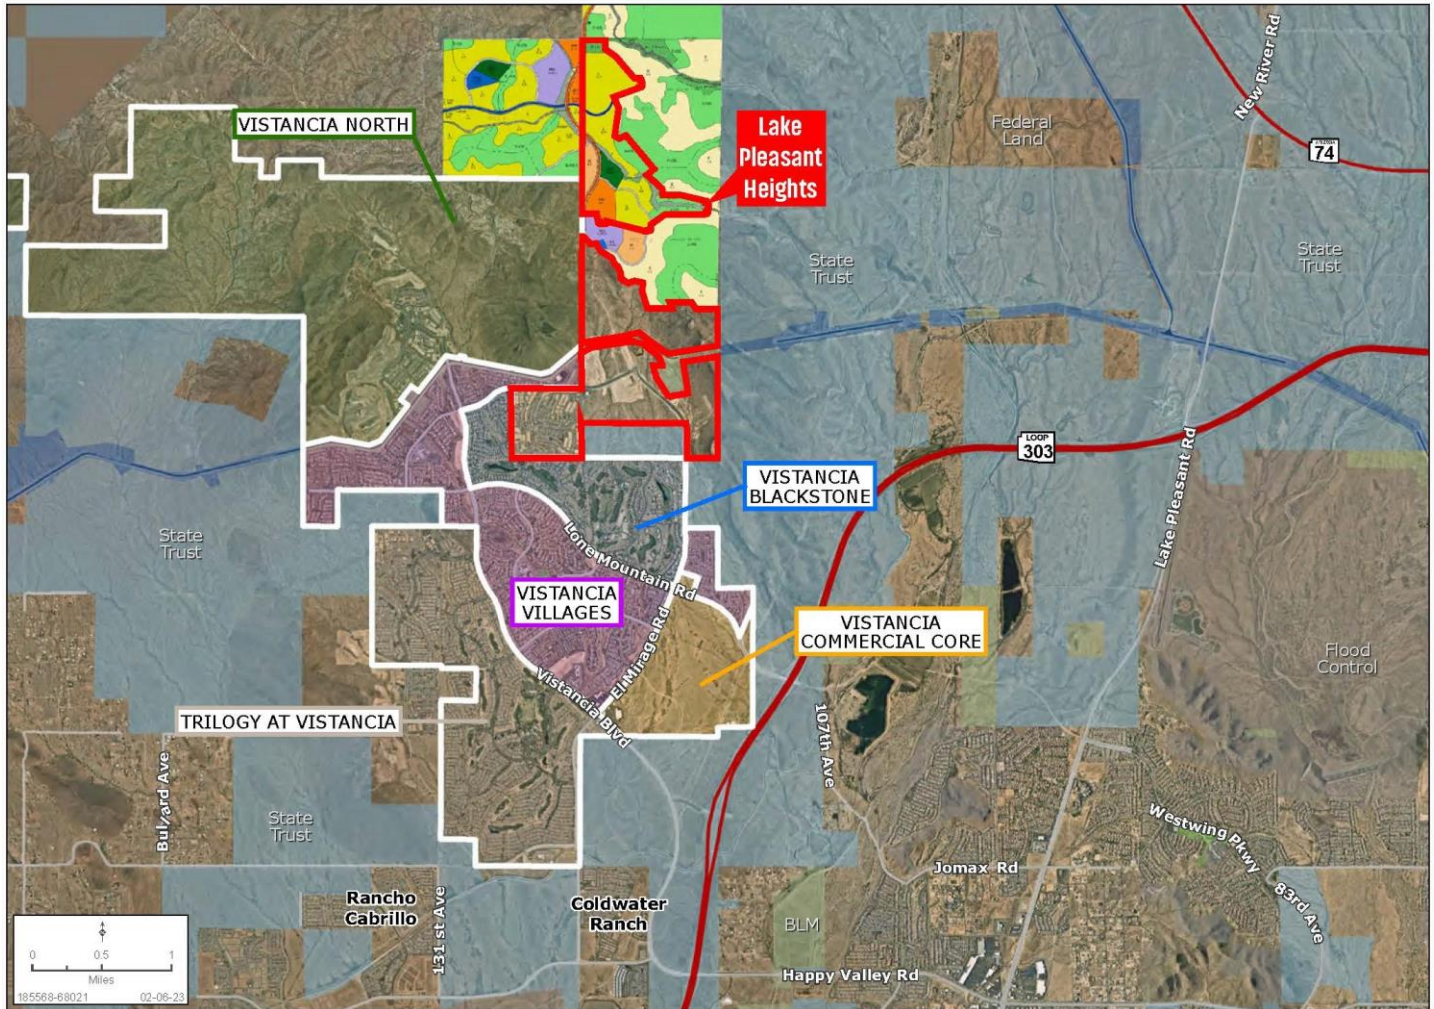 New River Rd
VISTANCIA NORTH
Lake
Pleasant
Heights
Federal
Land
ARIZONA
74
State
Trust
State
Trust
LOOP
303
VISTANCIA
BLACKSTONE
Lake Pleasant Rd
State
Trust
Lone Mountain Rd
VISTANCIA
VILLAGES
El Mirage Rd
VISTANCIA
COMMERCIAL CORE
Flood
Control
Vistancia Blvd
TRILOGY AT VISTANCIA
107th Ave
Bullard Ave
State
Trust
Westwing Pkwy
Jomax Rd
83rd Ave
Rancho
Cabrillo
131 st Ave
Coldwater
Ranch
BLM
Happy Valley Rd
0 0.5 1
Miles
185568-68021 02-06-23